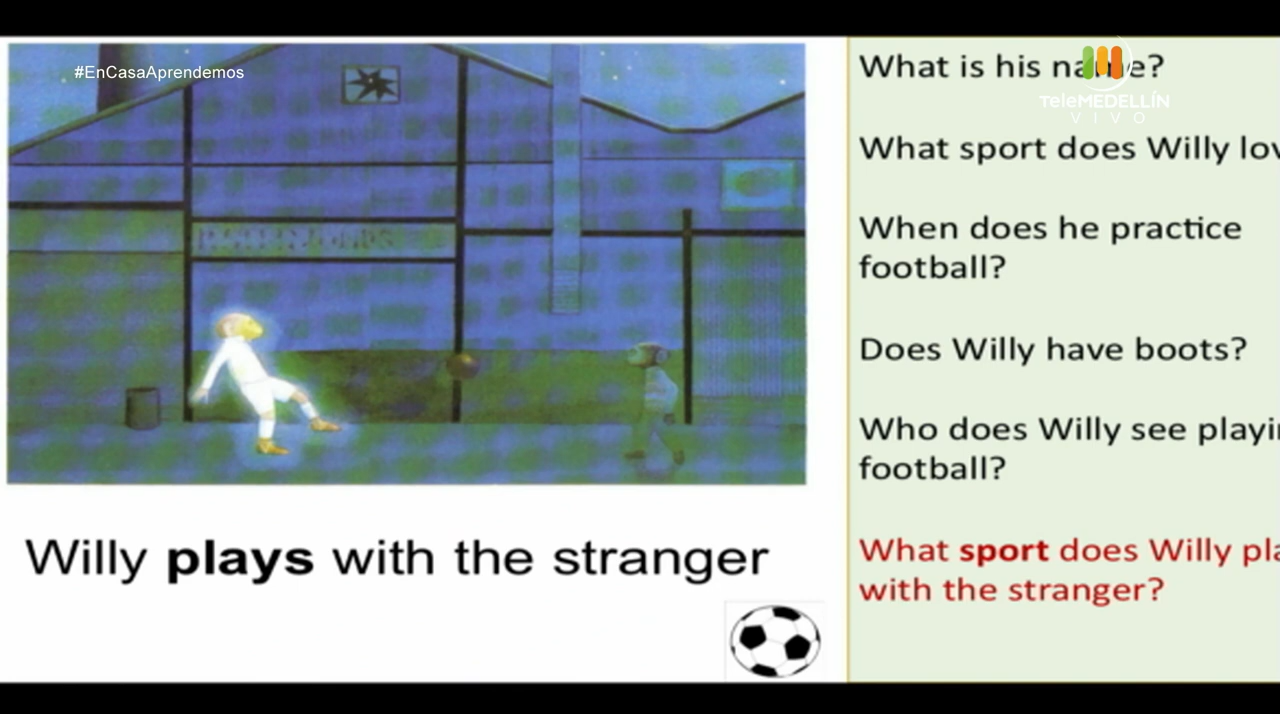 #EnCasaAprendemos
Willy plays with the stranger
What is his name?
TeleMEDELLÍN
VIVO
What sport does Willy lov
When does he practice
football?
Does Willy have boots?
Who does Willy see playi
football?
What sport does Willy pla
with the stranger?